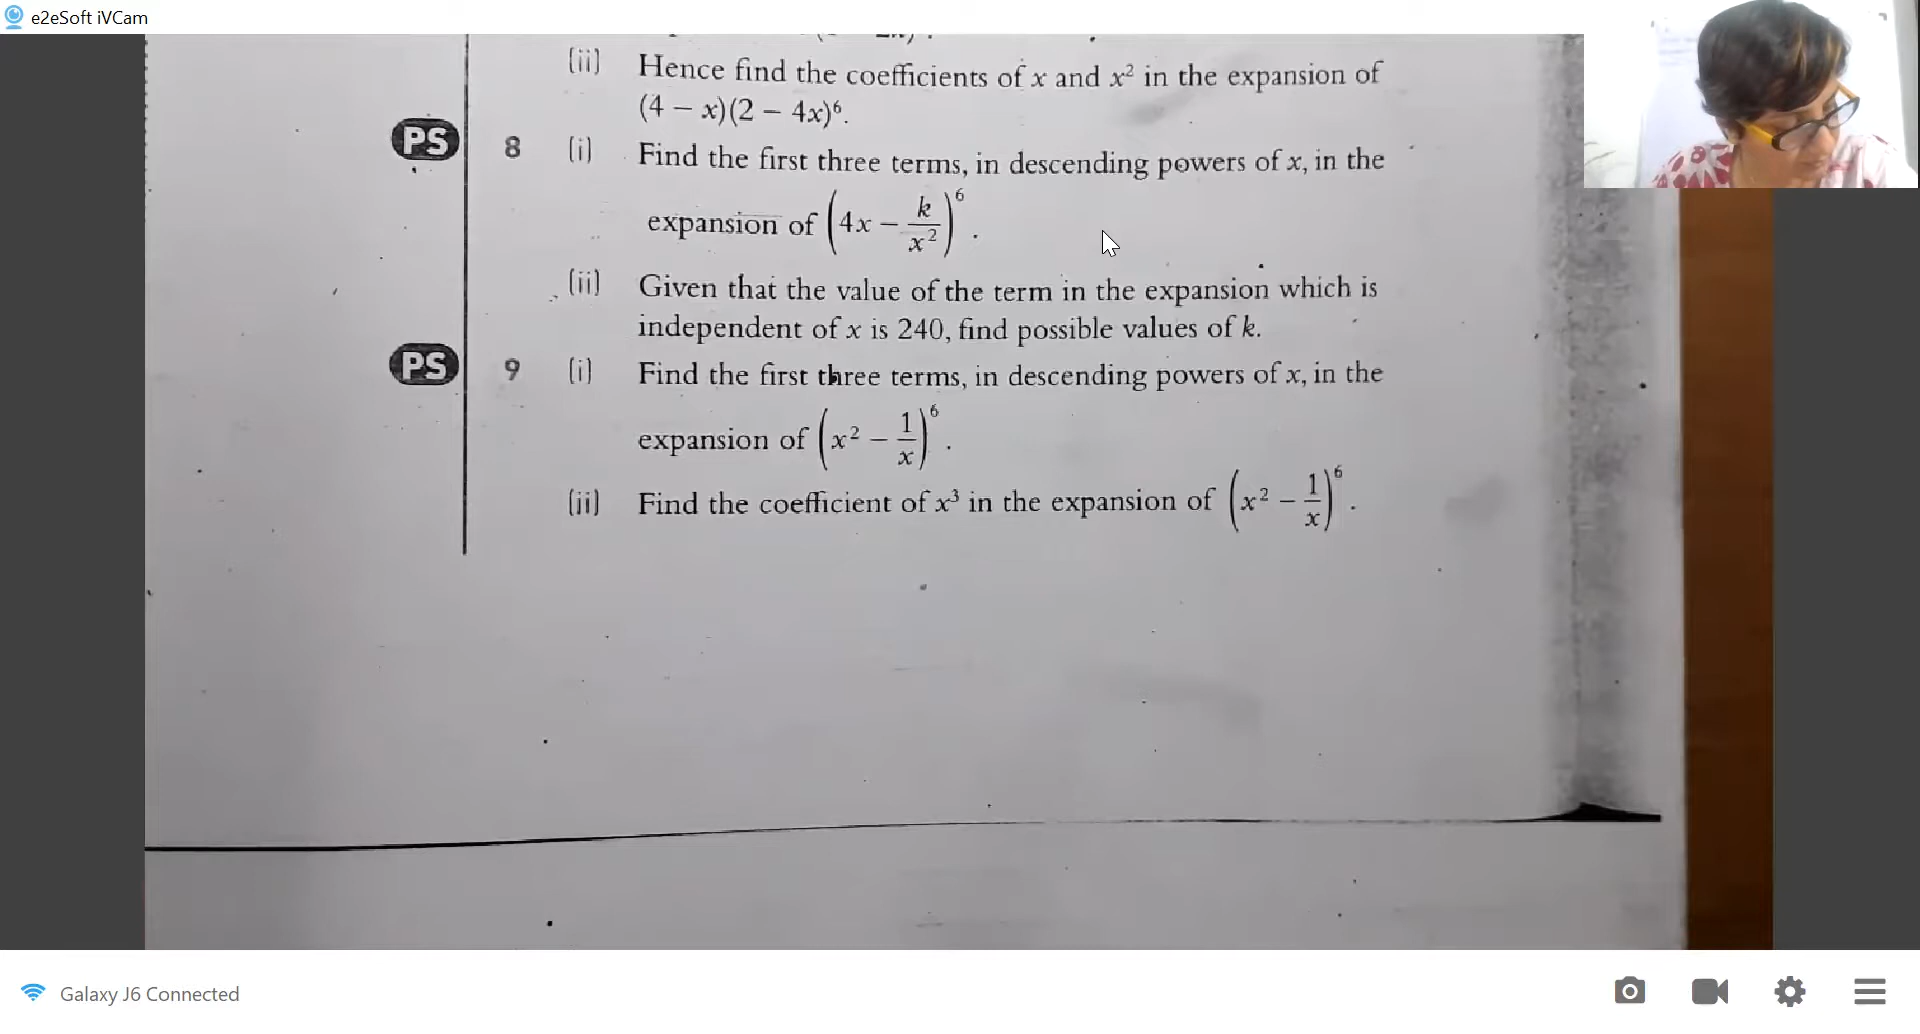 e2eSoft iVCam
(ii) Hence find the coefficients of x and x² in the expansion of
(4 − x)(2 − 4x)⁶.
PS 8 (i) Find the first three terms, in descending powers of x, in the
expansion of (4x − k/x²)⁶.
(ii) Given that the value of the term in the expansion which is
independent of x is 240, find possible values of k.
PS 9 (i) Find the first three terms, in descending powers of x, in the
expansion of (x² − 1/x)⁶.
(ii) Find the coefficient of x³ in the expansion of (x² − 1/x)⁶.
Galaxy J6 Connected